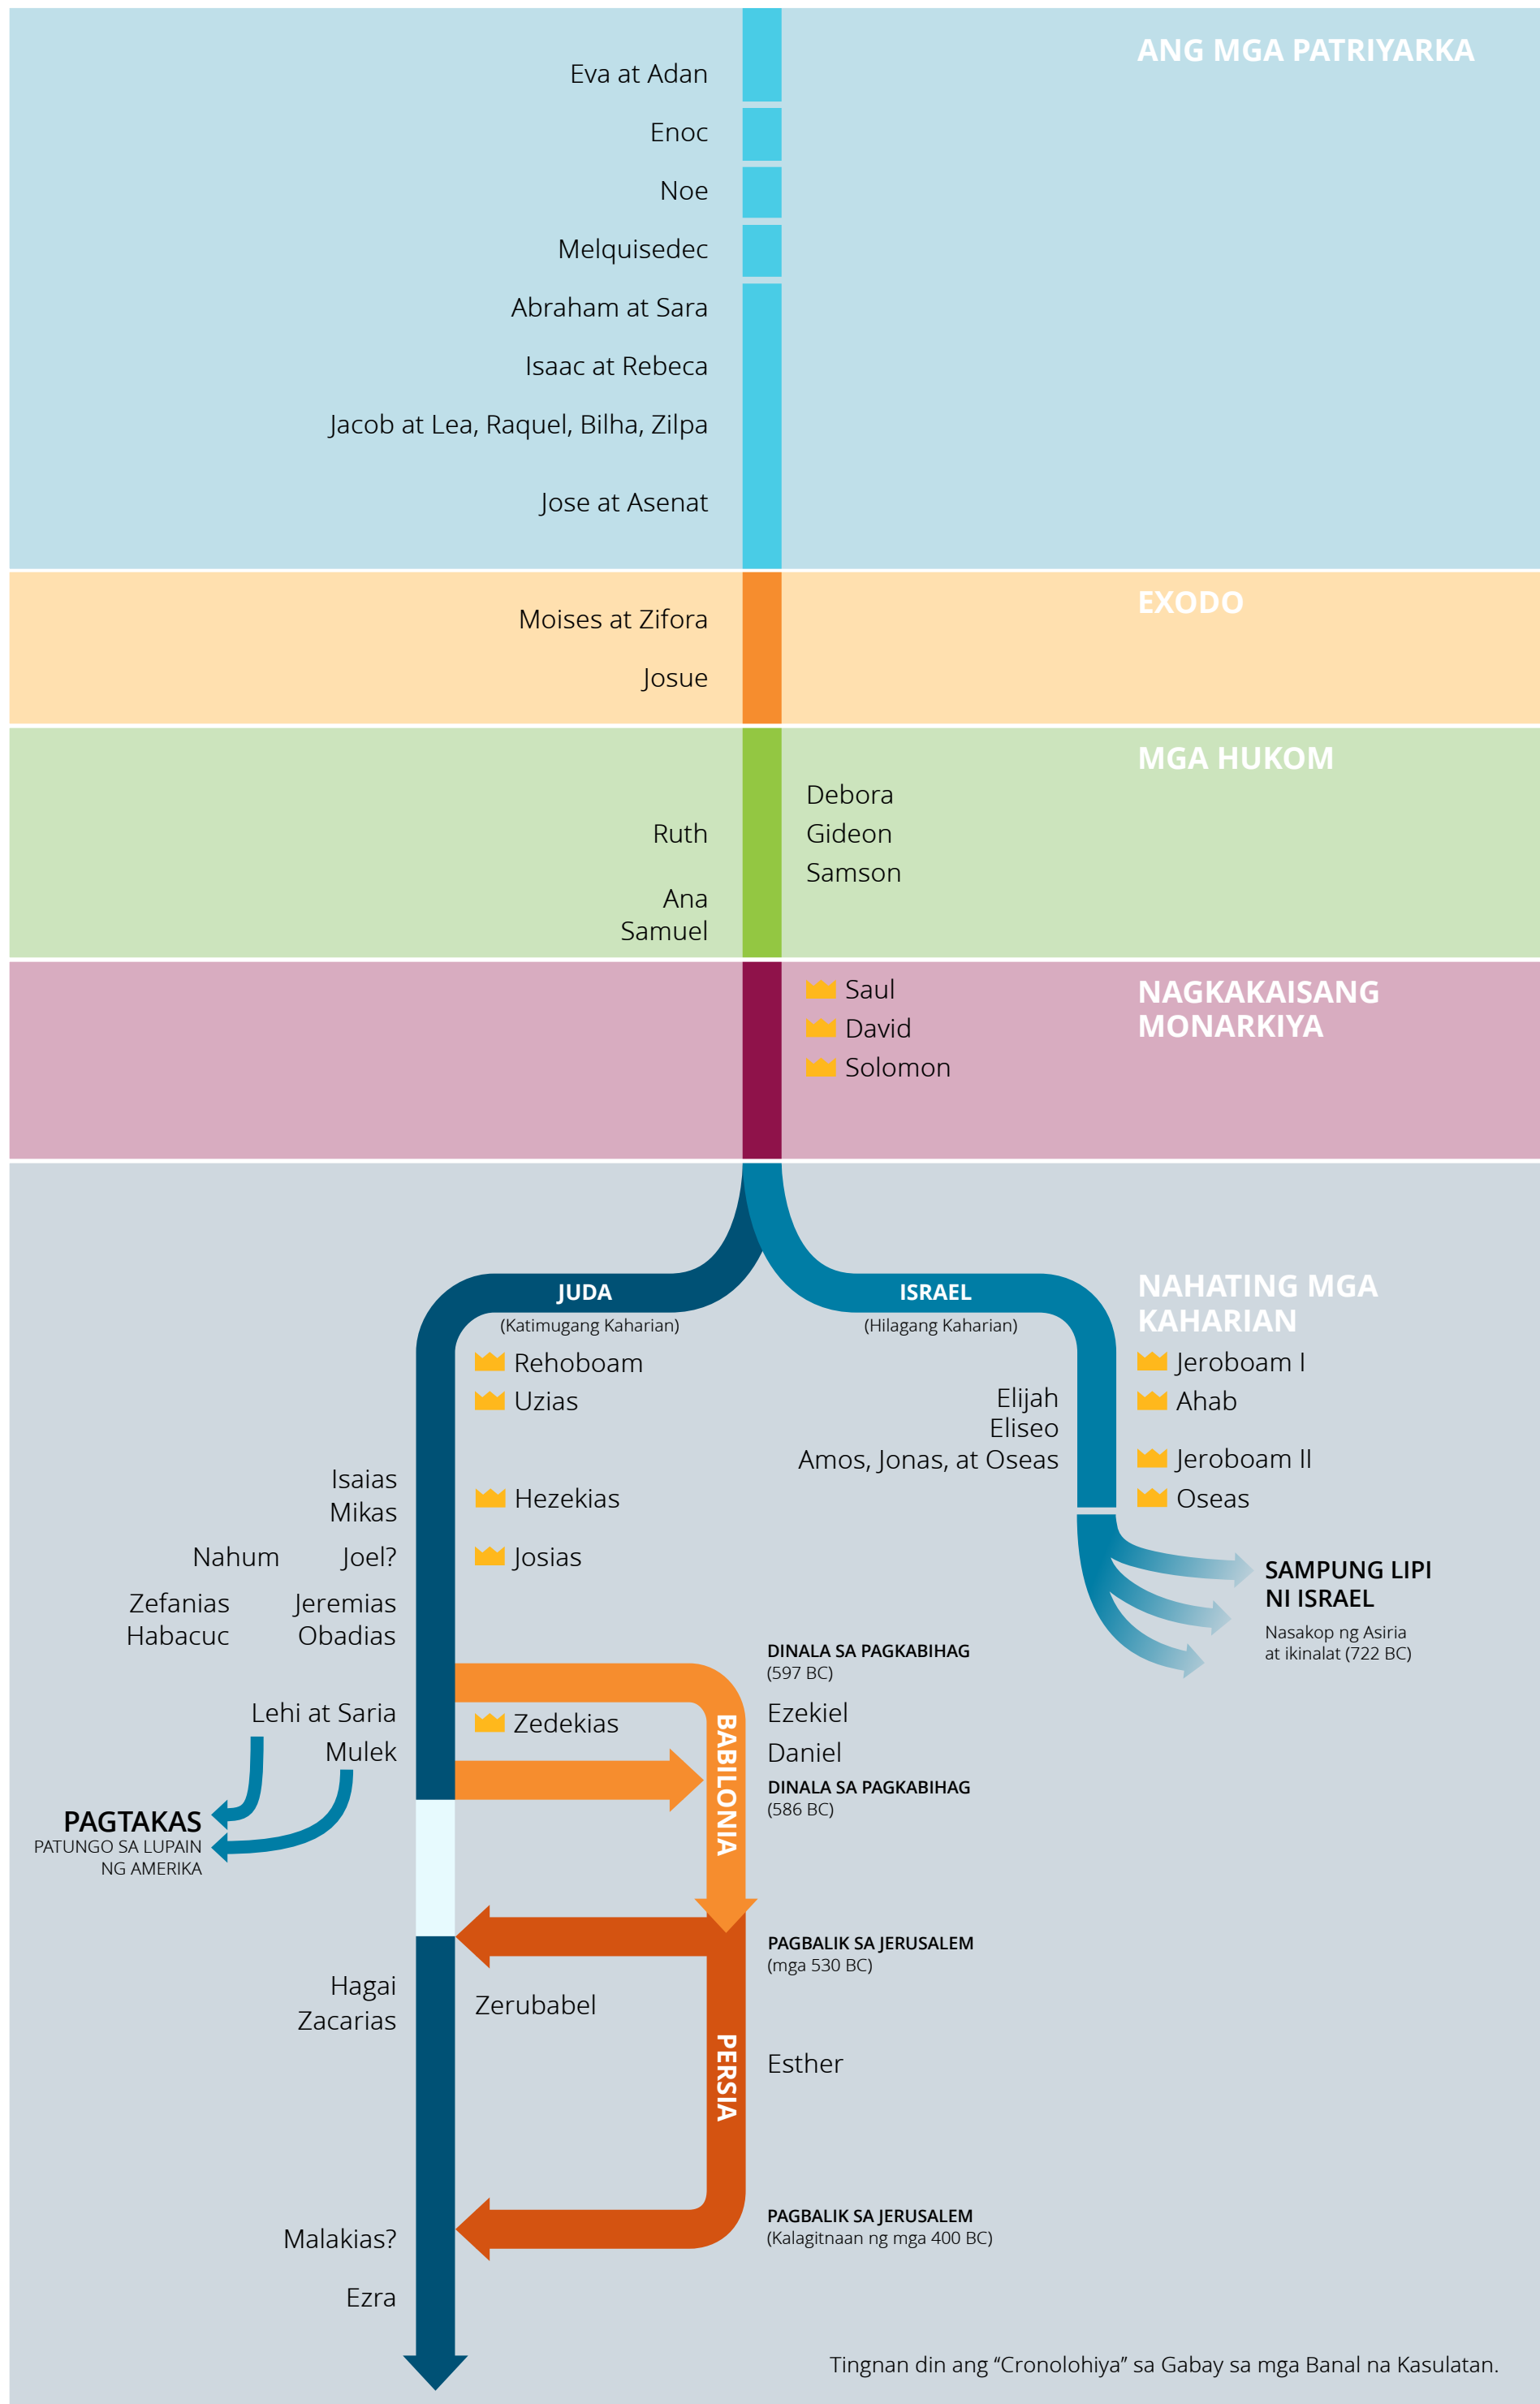 ANG MGA PATRIYARKA
Eva at Adan
Enoc
Noe
Melquisedec
Abraham at Sara
Isaac at Rebeca
Jacob at Lea, Raquel, Bilha, Zilpa
Jose at Asenat
EXODO
Moises at Zifora
Josue
MGA HUKOM
Debora
Ruth
Gideon
Samson
Ana
Samuel
NAGKAKAISANG
MONARKIYA
Saul
David
Solomon
NAHATING MGA
KAHARIAN
JUDA
(Katimugang Kaharian)
Rehoboam
Uzias
Isaias
Mikas
Hezekias
Nahum
Joel?
Josias
Zefanias
Habacuc
Jeremias
Obadias
ISRAEL
(Hilagang Kaharian)
Elijah
Eliseo
Amos, Jonas, at Oseas
Jeroboam I
Ahab
Jeroboam II
Oseas
SAMPUNG LIPI
NI ISRAEL
Nasakop ng Asiria
at ikinalat (722 BC)
DINALA SA PAGKABIHAG
(597 BC)
Lehi at Saria
Mulek
Zedekias
BABILONIA
Ezekiel
Daniel
DINALA SA PAGKABIHAG
(586 BC)
PAGTAKAS
PATUNGO SA LUPAIN
NG AMERIKA
PAGBALIK SA JERUSALEM
(mga 530 BC)
Hagai
Zacarias
Zerubabel
PERSIA
Esther
PAGBALIK SA JERUSALEM
(Kalagitnaan ng mga 400 BC)
Malakias?
Ezra
Tingnan din ang “Cronolohiya” sa Gabay sa mga Banal na Kasulatan.